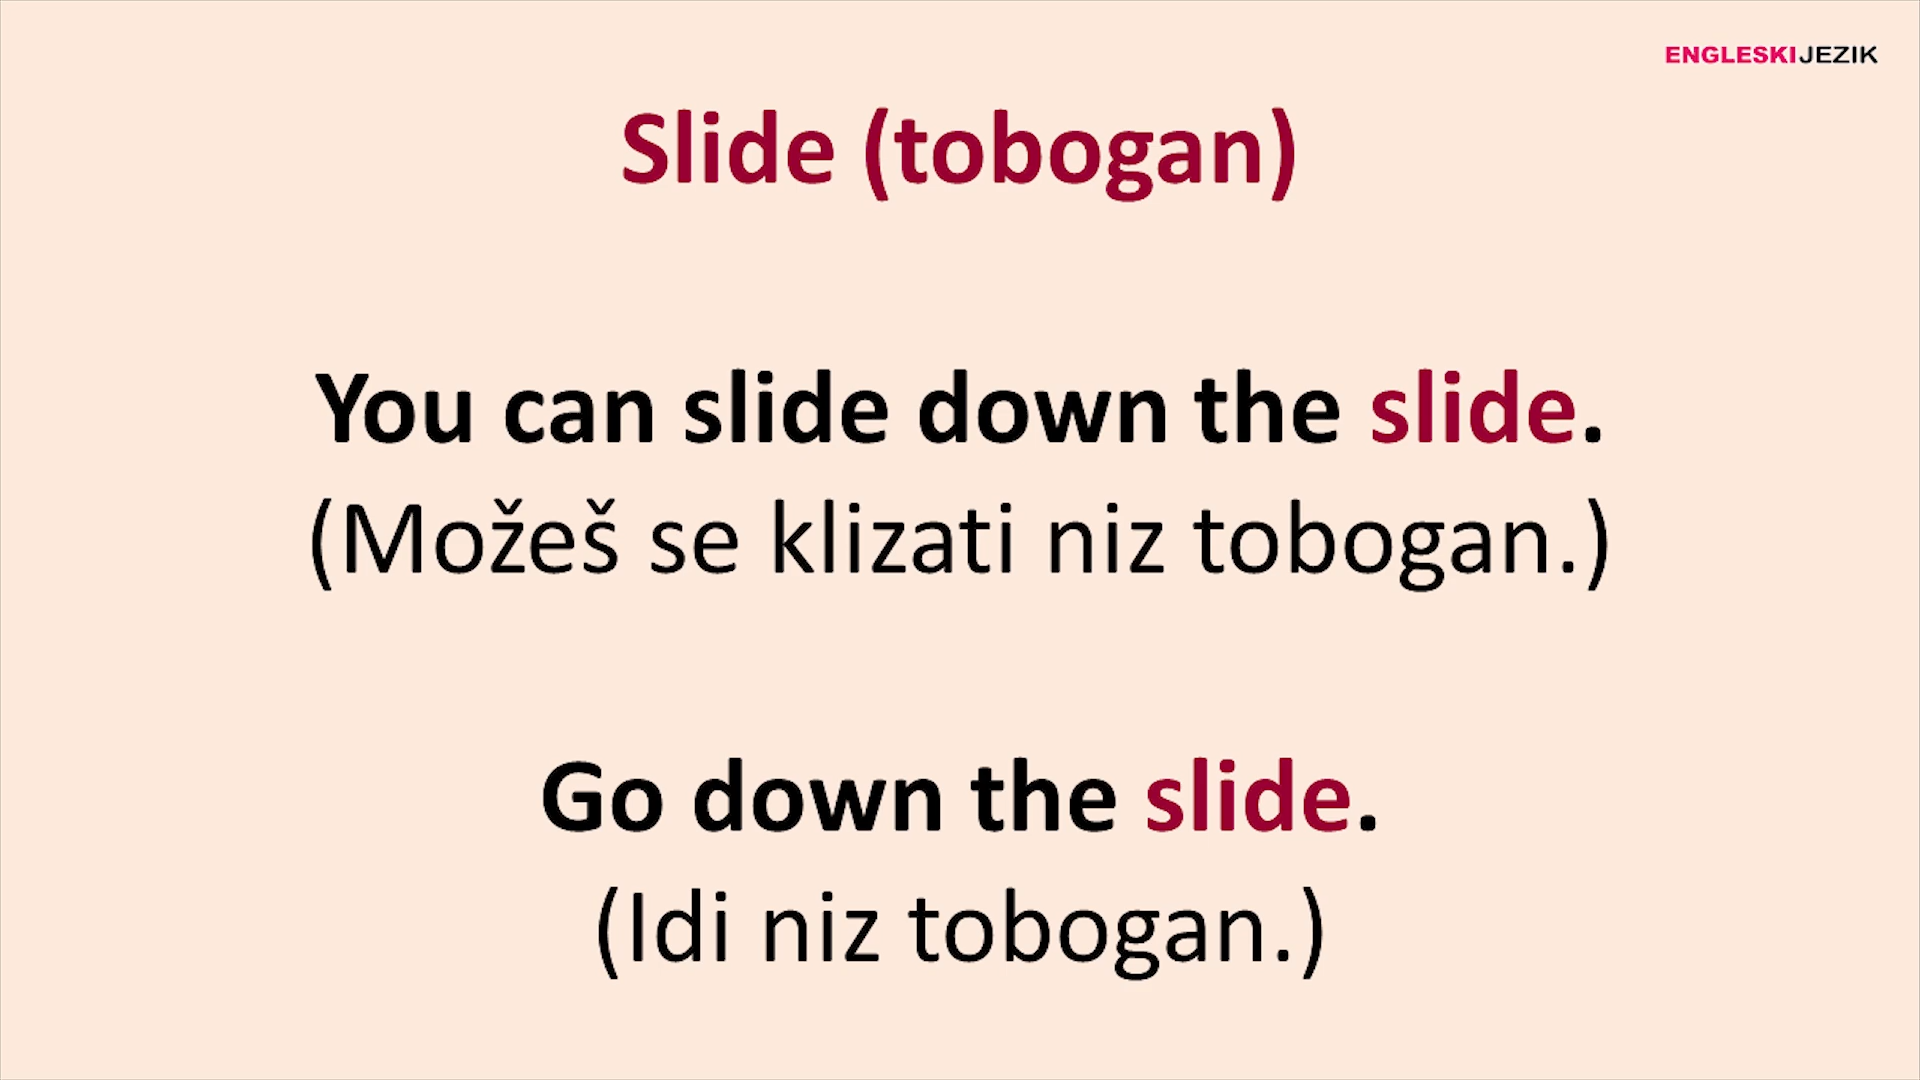 ENGLESKIJEZIK
Slide (tobogan)
You can slide down the slide.
(Možeš se klizati niz tobogan.)
Go down the slide.
(Idi niz tobogan.)